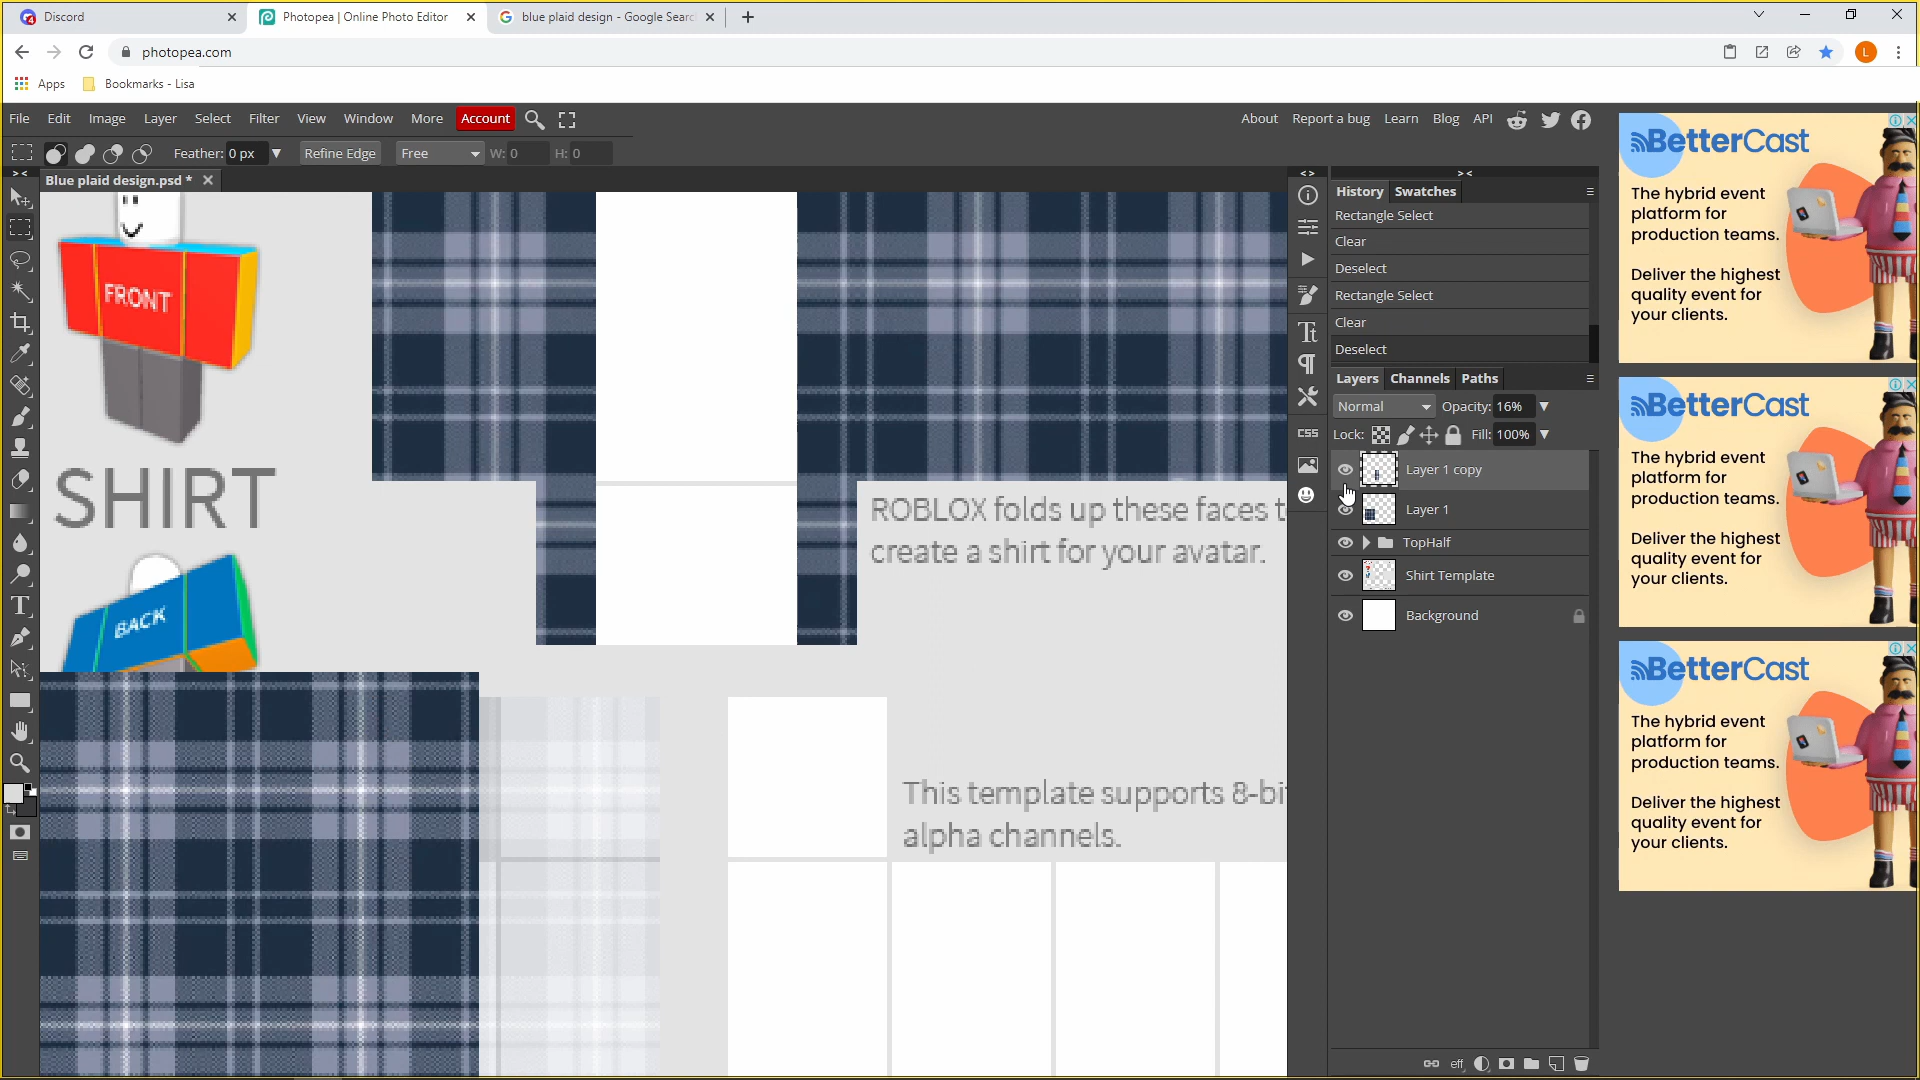 Discord
Photopea | Online Photo Editor
blue plaid design - Google Searc
photopea.com
L
Apps
Bookmarks - Lisa
File Edit Image Layer Select Filter View Window More Account
About Report a bug Learn Blog API
Feather: 0 px Refine Edge Free W: 0 H: 0
Blue plaid design.psd *
FRONT
SHIRT
BACK
ROBLOX folds up these faces t
create a shirt for your avatar.
This template supports 8-bi
alpha channels.
CSS
History Swatches
Rectangle Select
Clear
Deselect
Rectangle Select
Clear
Deselect
Layers Channels Paths
Normal Opacity: 16%
Lock: Fill: 100%
Layer 1 copy
Layer 1
TopHalf
Shirt Template
Background
eff
BetterCast
The hybrid event
platform for
production teams.
Deliver the highest
quality event for
your clients.
BetterCast
The hybrid event
platform for
production teams.
Deliver the highest
quality event for
your clients.
BetterCast
The hybrid event
platform for
production teams.
Deliver the highest
quality event for
your clients.